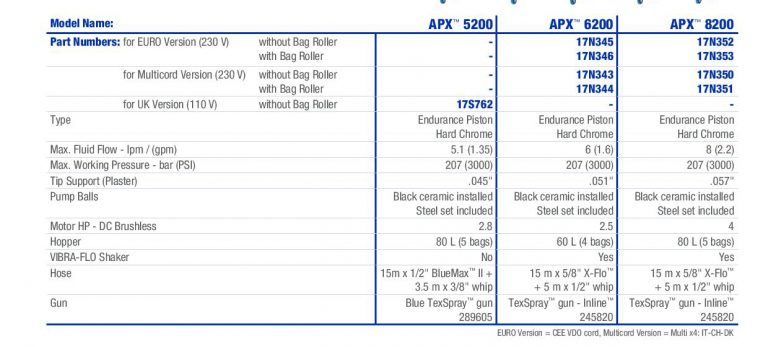 Model Name: APX™ 5200 APX™ 6200 APX™ 8200
Part Numbers: for EURO Version (230 V) without Bag Roller - 17N345 17N352
with Bag Roller - 17N346 17N353
for Multicord Version (230 V) without Bag Roller - 17N343 17N350
with Bag Roller - 17N344 17N351
for UK Version (110 V) without Bag Roller 17S762 - -
Type Endurance Piston Endurance Piston Endurance Piston
Hard Chrome Hard Chrome Hard Chrome
Max. Fluid Flow - lpm / (gpm) 5.1 (1.35) 6 (1.6) 8 (2.2)
Max. Working Pressure - bar (PSI) 207 (3000) 207 (3000) 207 (3000)
Tip Support (Plaster) .045" .051" .057"
Pump Balls Black ceramic installed Black ceramic installed Black ceramic installed
Steel set included Steel set included Steel set included
Motor HP - DC Brushless 2.8 2.5 4
Hopper 80 L (5 bags) 60 L (4 bags) 80 L (5 bags)
VIBRA-FLO Shaker No Yes Yes
Hose 15m x 1/2" BlueMax™ II + 15 m x 5/8" X-Flo™ 15 m x 5/8" X-Flo™
3.5 m x 3/8" whip + 5 m x 1/2" whip + 5 m x 1/2" whip
Gun Blue TexSpray™ gun TexSpray™ gun - Inline™ TexSpray™ gun - Inline™
289605 245820 245820
EURO Version = CEE VDO cord, Multicord Version = Multi x4: IT-CH-DK